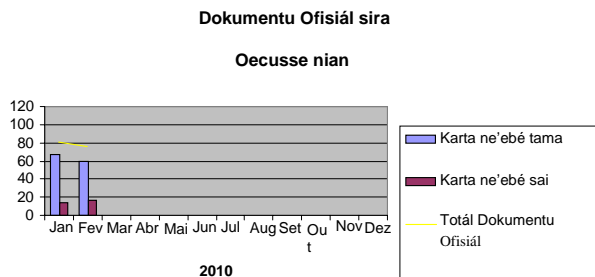 Dokumentu Ofisiál sira
Oecusse nian
120
100
80
60
40
20
0
Jan Fev Mar Abr Mai Jun Jul Aug Set Out Nov Dez
2010
Karta ne'ebé tama
Karta ne'ebé sai
Totál Dokumentu
Ofisiál